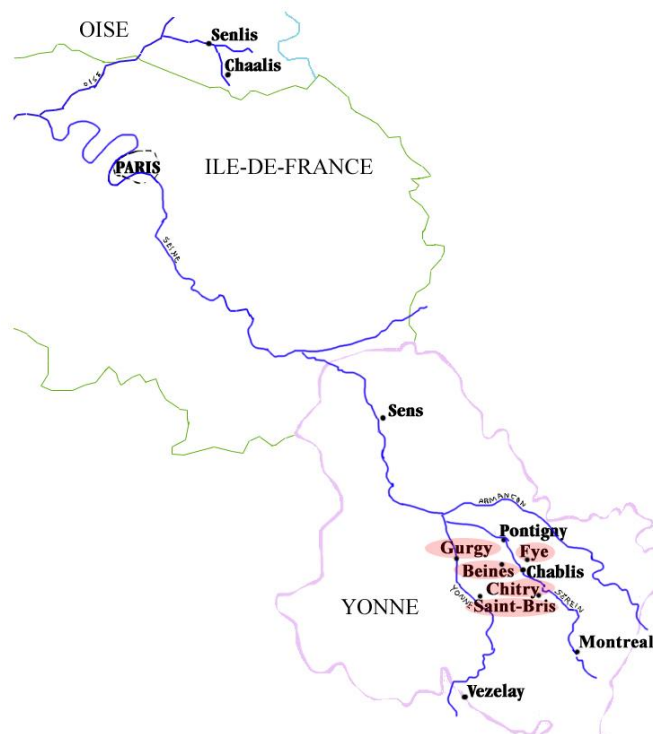 OISE
Senlis
Chaalis
OISE
PARIS
ILE-DE-FRANCE
SEINE
Sens
ARMANCON
Pontigny
Gurgy
Fye
Beines
Chablis
Chitry
YONNE
SEREIN
YONNE
Saint-Bris
Montreal
Vezelay